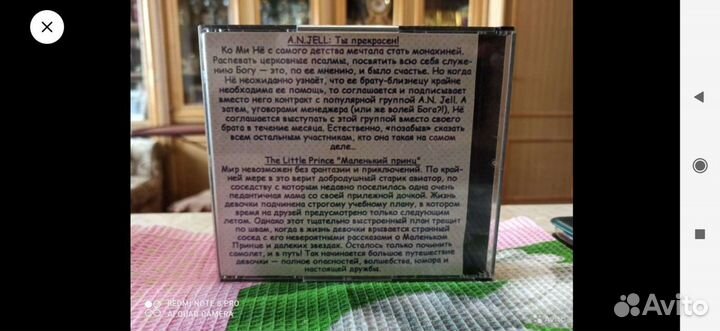 A.N.JELL: Ты прекрасен!
Ко Ми Нё с самого детства мечтала стать монахиней.
Распевать церковные псалмы, посвятить всю себя служе-
нию Богу — это, по ее мнению, и было счастье. Но когда
Нё неожиданно узнаёт, что ее брату-близнецу крайне
необходима ее помощь, то соглашается и подписывает
вместо него контракт с популярной группой A.N. Jell. А
затем, уговорами менеджера (или же волей Бога?!), Нё
соглашается выступать с этой группой вместо своего
брата в течение месяца. Естественно, «позабыв» сказать
всем остальным участникам, кто она такая на самом
деле...
The Little Prince "Маленький принц"
Мир невозможен без фантазии и приключений. По край-
ней мере в это верит добродушный старик авиатор, по
соседству с которым недавно поселилась одна очень
педантичная мама со своей прилежной дочкой. Жизнь
девочки подчинена строгому учебному плану, в котором
время на друзей предусмотрено только следующим
летом. Однако этот тщательно выстроенный план трещит
по швам, когда в жизнь девочки врывается странный
сосед с его невероятными рассказами о Маленьком
Принце и далеких звездах. Осталось только починить
самолет, и в путь! Так начинается большое путешествие
девочки — полное опасностей, волшебства, юмора и
настоящей дружбы.
REDMI NOTE 8 PRO
AI QUAD CAMERA
Avito